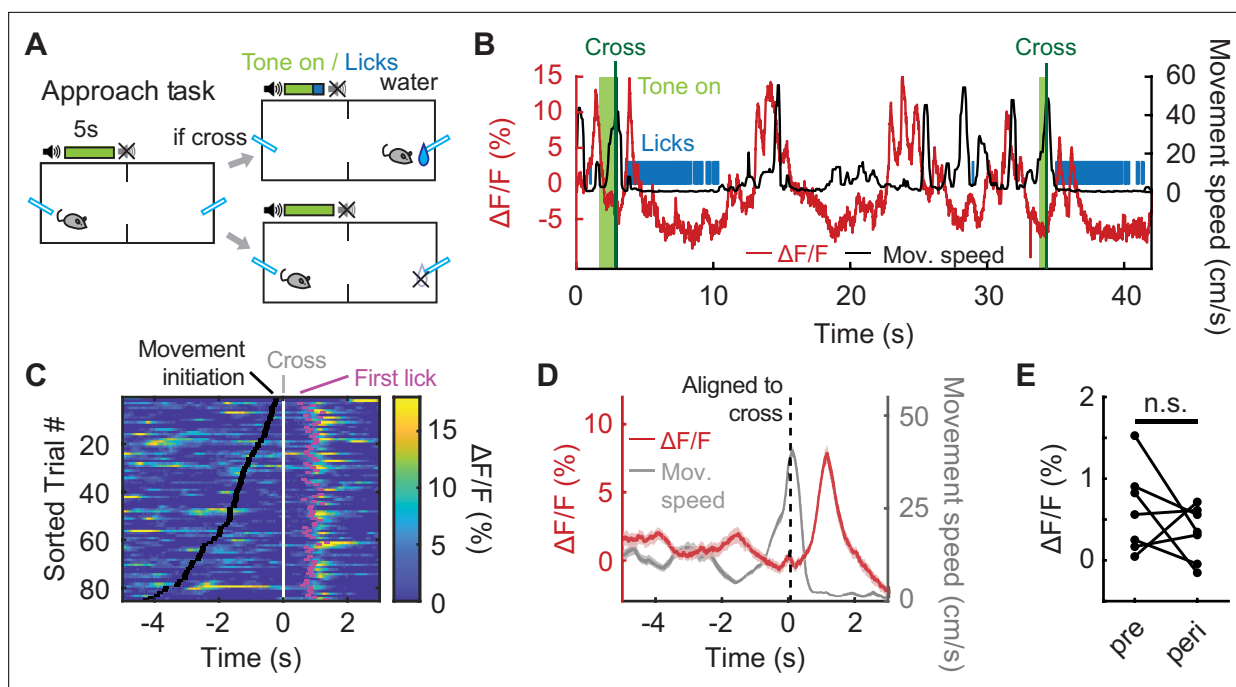 A
Tone on / Licks
water
Approach task
5s
if cross
B
Cross
Cross
Tone on
Licks
ΔF/F
Mov. speed
15
10
5
0
-5
ΔF/F (%)
60
40
20
0
Movement speed (cm/s)
0
10
20
30
40
Time (s)
C
Movement
initiation
Cross
First lick
20
40
60
80
Sorted Trial #
-4
-2
0
2
Time (s)
15
10
5
0
ΔF/F (%)
D
Aligned to
cross
ΔF/F
Mov.
speed
10
5
0
ΔF/F (%)
50
25
0
Movement speed (cm/s)
-4
-2
0
2
Time (s)
E
n.s.
2
1
0
ΔF/F (%)
pre
peri